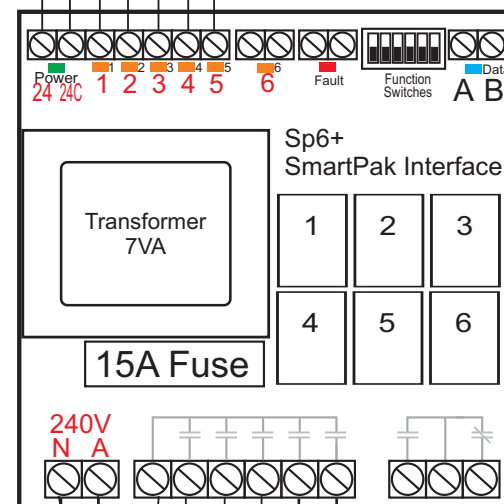 1 2 3 4 5 6
Power Fault Function Data
24 24C 1 2 3 4 5 6 Switches A B
Sp6+
SmartPak Interface
Transformer
7VA
1 2 3
4 5 6
15A Fuse
240V
N A